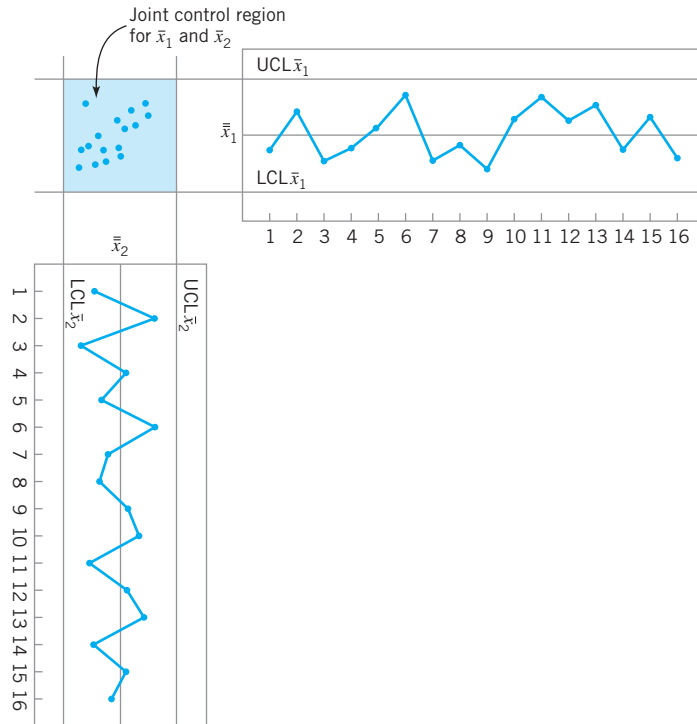 Joint control region
for x̄₁ and x̄₂
UCLx̄₁
x̿₁
LCLx̄₁
1 2 3 4 5 6 7 8 9 10 11 12 13 14 15 16
x̿₂
LCLx̄₂
UCLx̄₂
1
2
3
4
5
6
7
8
9
10
11
12
13
14
15
16